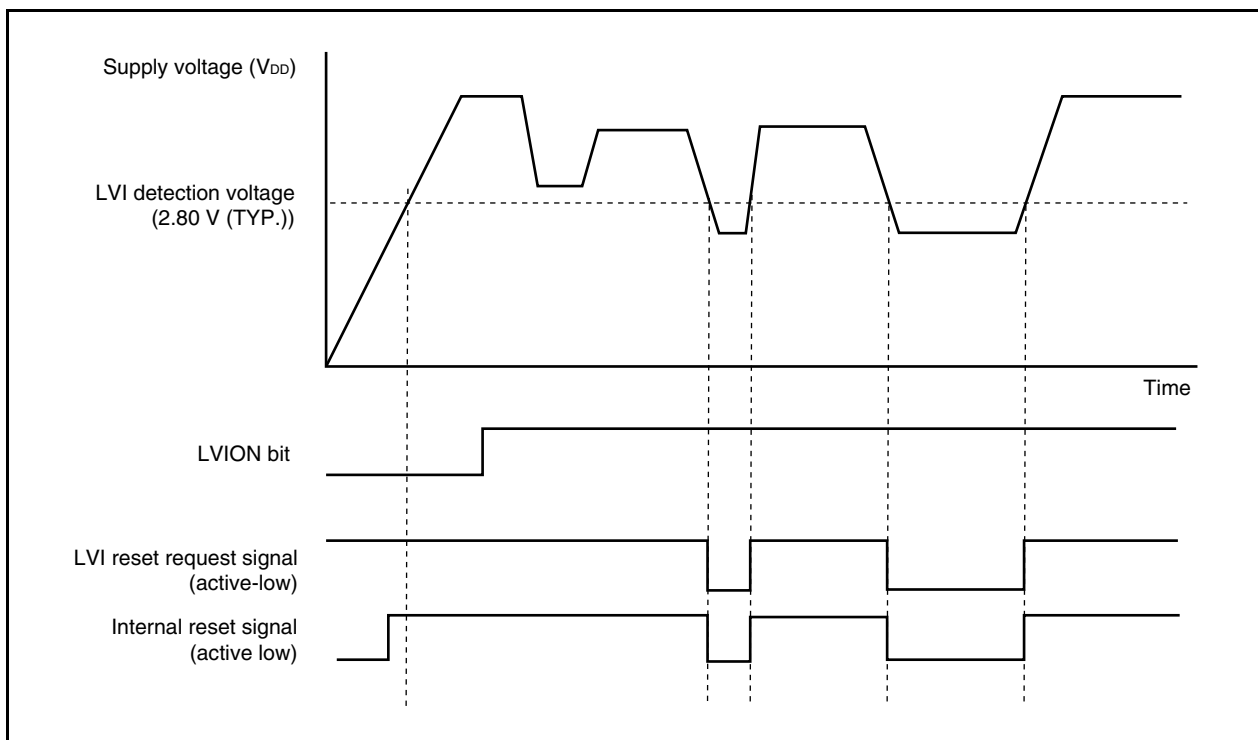 Supply voltage (VDD)
LVI detection voltage
(2.80 V (TYP.))
Time
LVION bit
LVI reset request signal
(active-low)
Internal reset signal
(active low)